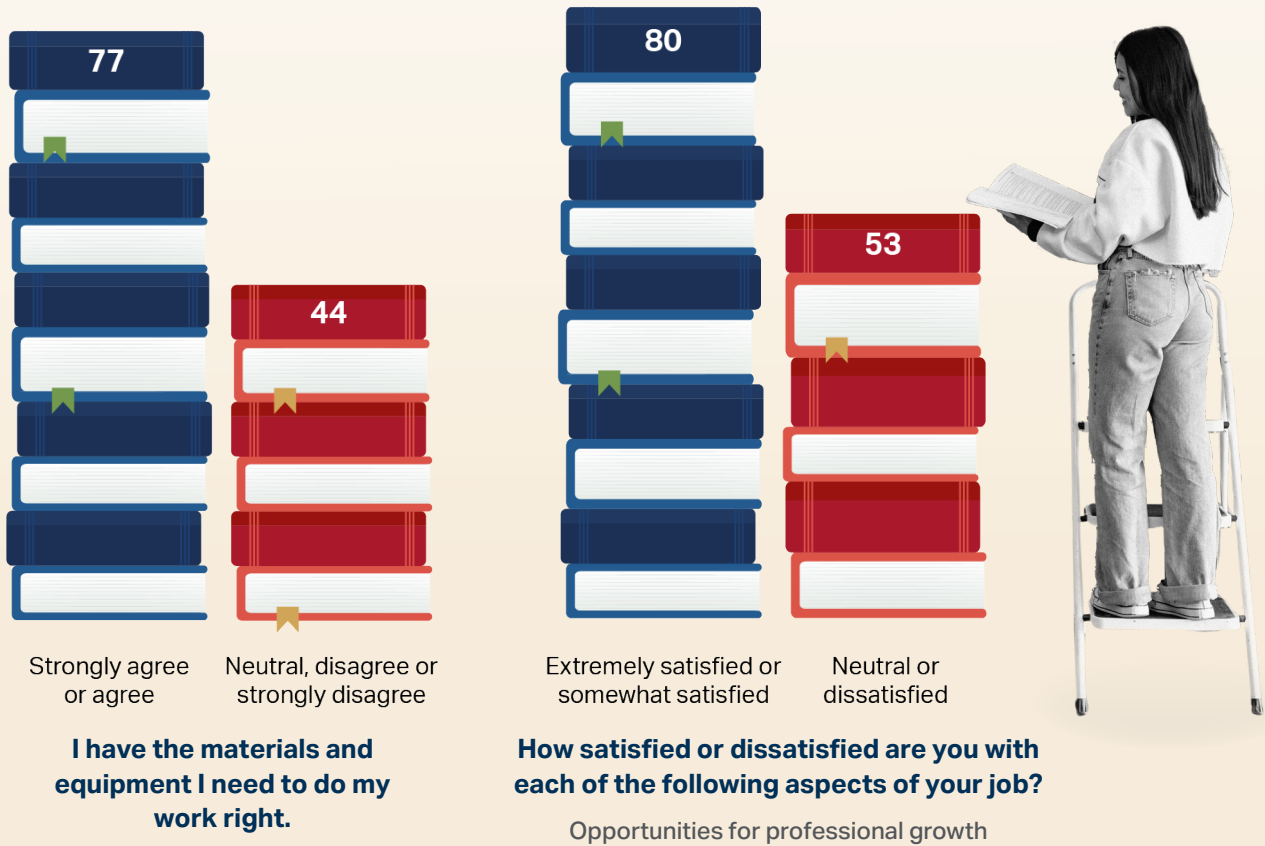 77
44
Strongly agree
or agree
Neutral, disagree or
strongly disagree
I have the materials and
equipment I need to do my
work right.
80
53
Extremely satisfied or
somewhat satisfied
Neutral or
dissatisfied
How satisfied or dissatisfied are you with
each of the following aspects of your job?
Opportunities for professional growth